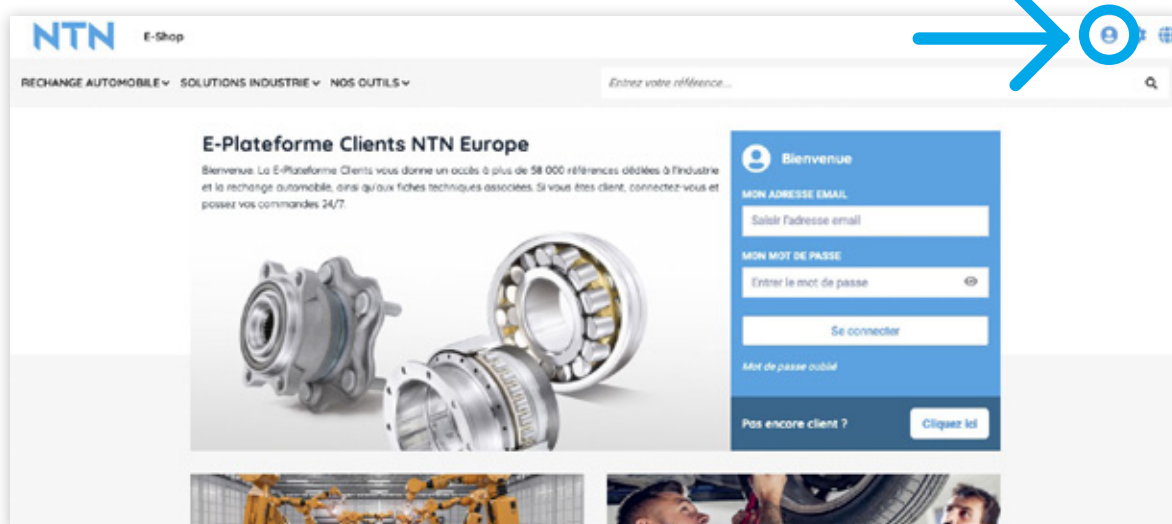 NTN E-Shop
RECHANGE AUTOMOBILE SOLUTIONS INDUSTRIE NOS OUTILS Entrez votre référence...
E-Plateforme Clients NTN Europe
Bienvenue. La E-Plateforme Clients vous donne un accès à plus de 58 000 références dédiées à l'Industrie
et la rechange automobile, ainsi qu'aux fiches techniques associées. Si vous êtes client, connectez-vous et
passez vos commandes 24/7.
Bienvenue
MON ADRESSE EMAIL
Saisir l'adresse email
MON MOT DE PASSE
Entrer le mot de passe
Se connecter
Mot de passe oublié
Pas encore client ? Cliquez ici